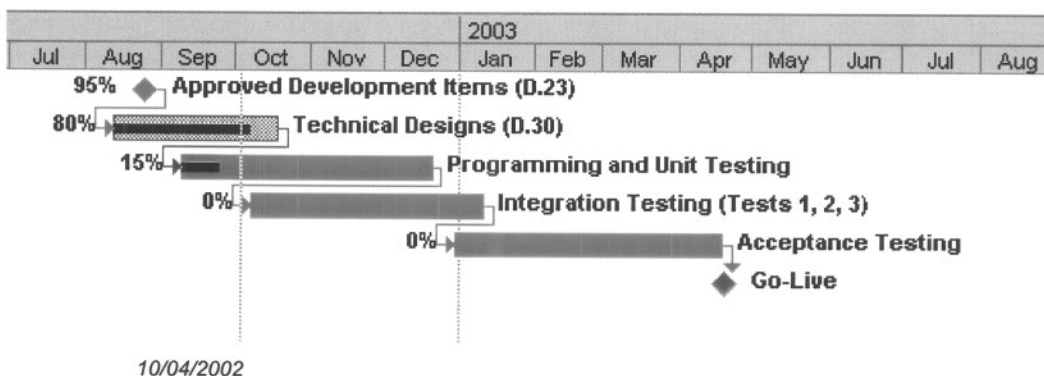 2003
Jul Aug Sep Oct Nov Dec Jan Feb Mar Apr May Jun Jul Aug
95% Approved Development Items (D.23)
80% Technical Designs (D.30)
15% Programming and Unit Testing
0% Integration Testing (Tests 1, 2, 3)
0% Acceptance Testing
Go-Live
10/04/2002